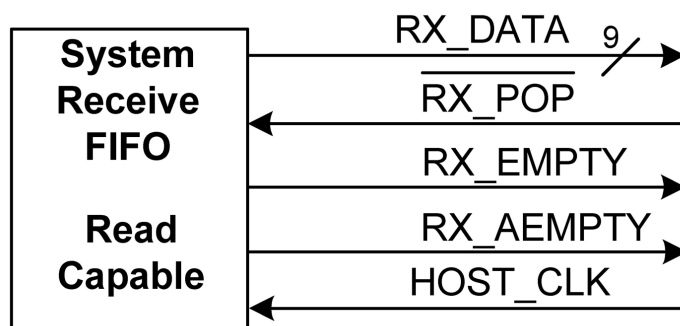 System
Receive
FIFO
Read
Capable
RX_DATA 9
RX_POP
RX_EMPTY
RX_AEMPTY
HOST_CLK